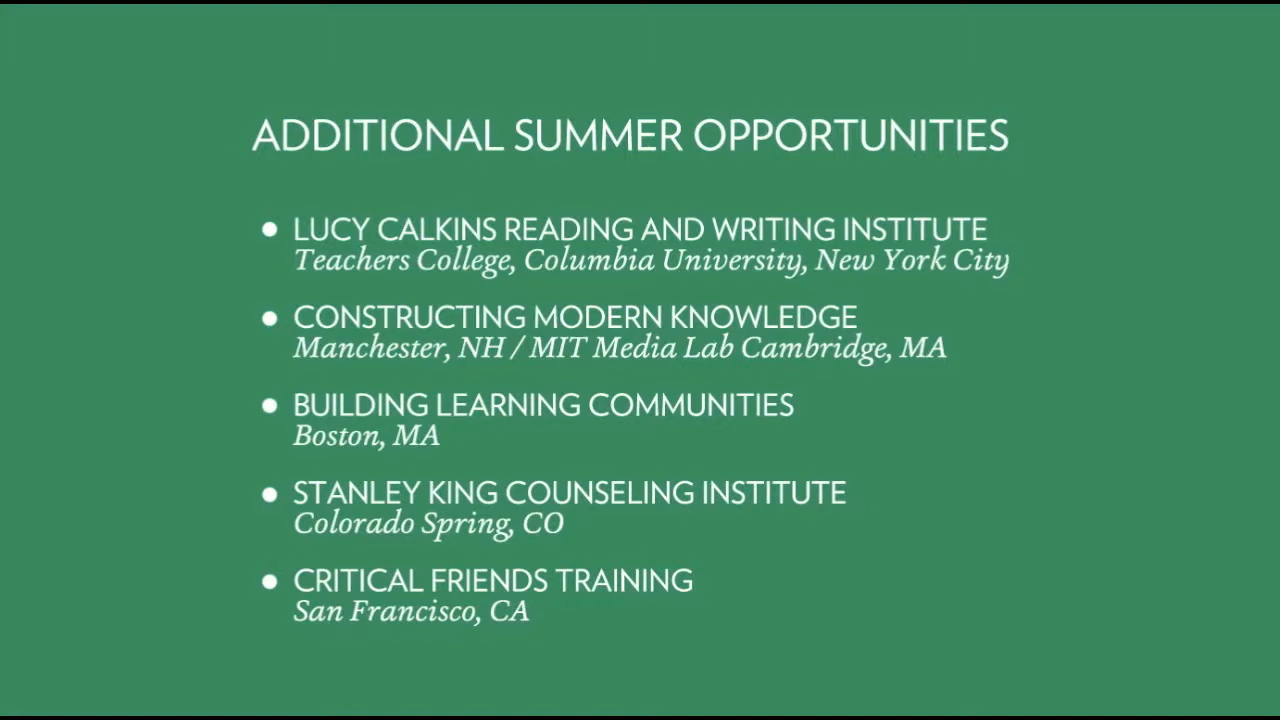 ADDITIONAL SUMMER OPPORTUNITIES
● LUCY CALKINS READING AND WRITING INSTITUTE
Teachers College, Columbia University, New York City
● CONSTRUCTING MODERN KNOWLEDGE
Manchester, NH / MIT Media Lab Cambridge, MA
● BUILDING LEARNING COMMUNITIES
Boston, MA
● STANLEY KING COUNSELING INSTITUTE
Colorado Spring, CO
● CRITICAL FRIENDS TRAINING
San Francisco, CA